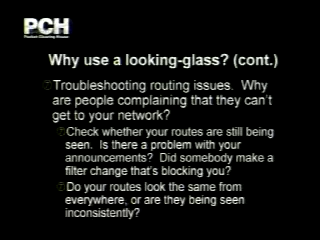 PCH
Packet Clearing House
Why use a looking-glass? (cont.)
Troubleshooting routing issues.  Why
are people complaining that they can't
get to your network?
Check whether your routes are still being
seen.  Is there a problem with your
announcements?  Did somebody make a
filter change that's blocking you?
Do your routes look the same from
everywhere, or are they being seen
inconsistently?